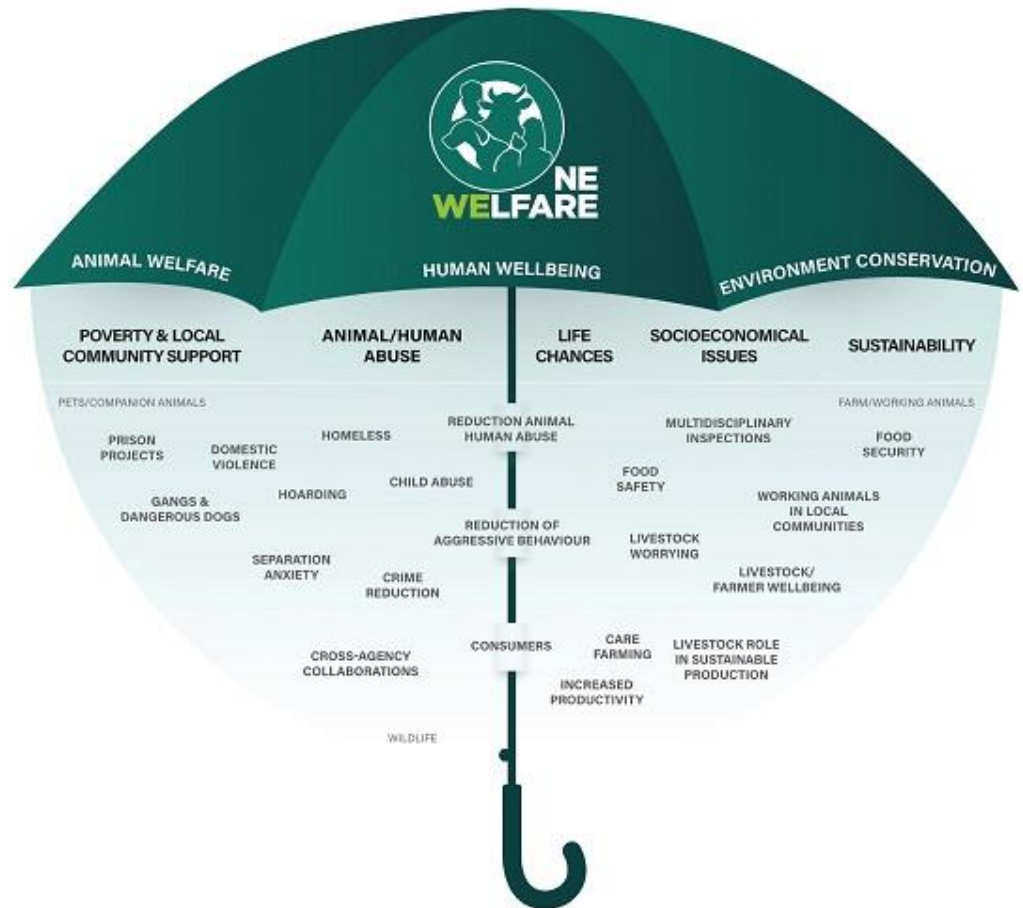 ONE
WELFARE
ANIMAL WELFARE
HUMAN WELLBEING
ENVIRONMENT CONSERVATION
POVERTY & LOCAL
COMMUNITY SUPPORT
ANIMAL/HUMAN
ABUSE
LIFE
CHANCES
SOCIOECONOMICAL
ISSUES
SUSTAINABILITY
PETS/COMPANION ANIMALS
FARM/WORKING ANIMALS
PRISON
PROJECTS
DOMESTIC
VIOLENCE
HOMELESS
REDUCTION ANIMAL
HUMAN ABUSE
MULTIDISCIPLINARY
INSPECTIONS
FOOD
SECURITY
GANGS &
DANGEROUS DOGS
HOARDING
CHILD ABUSE
FOOD
SAFETY
WORKING ANIMALS
IN LOCAL
COMMUNITIES
REDUCTION OF
AGGRESSIVE BEHAVIOUR
LIVESTOCK
WORRYING
SEPARATION
ANXIETY
CRIME
REDUCTION
LIVESTOCK/
FARMER WELLBEING
CROSS-AGENCY
COLLABORATIONS
CONSUMERS
CARE
FARMING
LIVESTOCK ROLE
IN SUSTAINABLE
PRODUCTION
INCREASED
PRODUCTIVITY
WILDLIFE